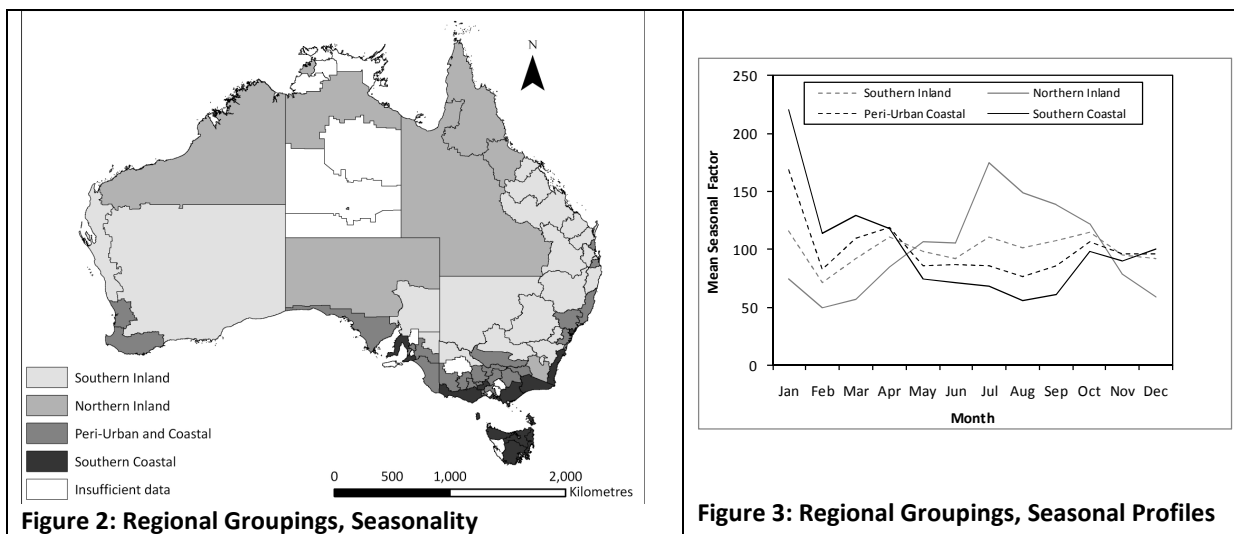 N
Southern Inland
Northern Inland
Peri-Urban and Coastal
Southern Coastal
Insufficient data
0 500 1,000 2,000
Kilometres
Figure 2: Regional Groupings, Seasonality
250
200
150
100
50
0
Mean Seasonal Factor
Southern Inland Northern Inland
Peri-Urban Coastal Southern Coastal
Jan Feb Mar Apr May Jun Jul Aug Sep Oct Nov Dec
Month
Figure 3: Regional Groupings, Seasonal Profiles